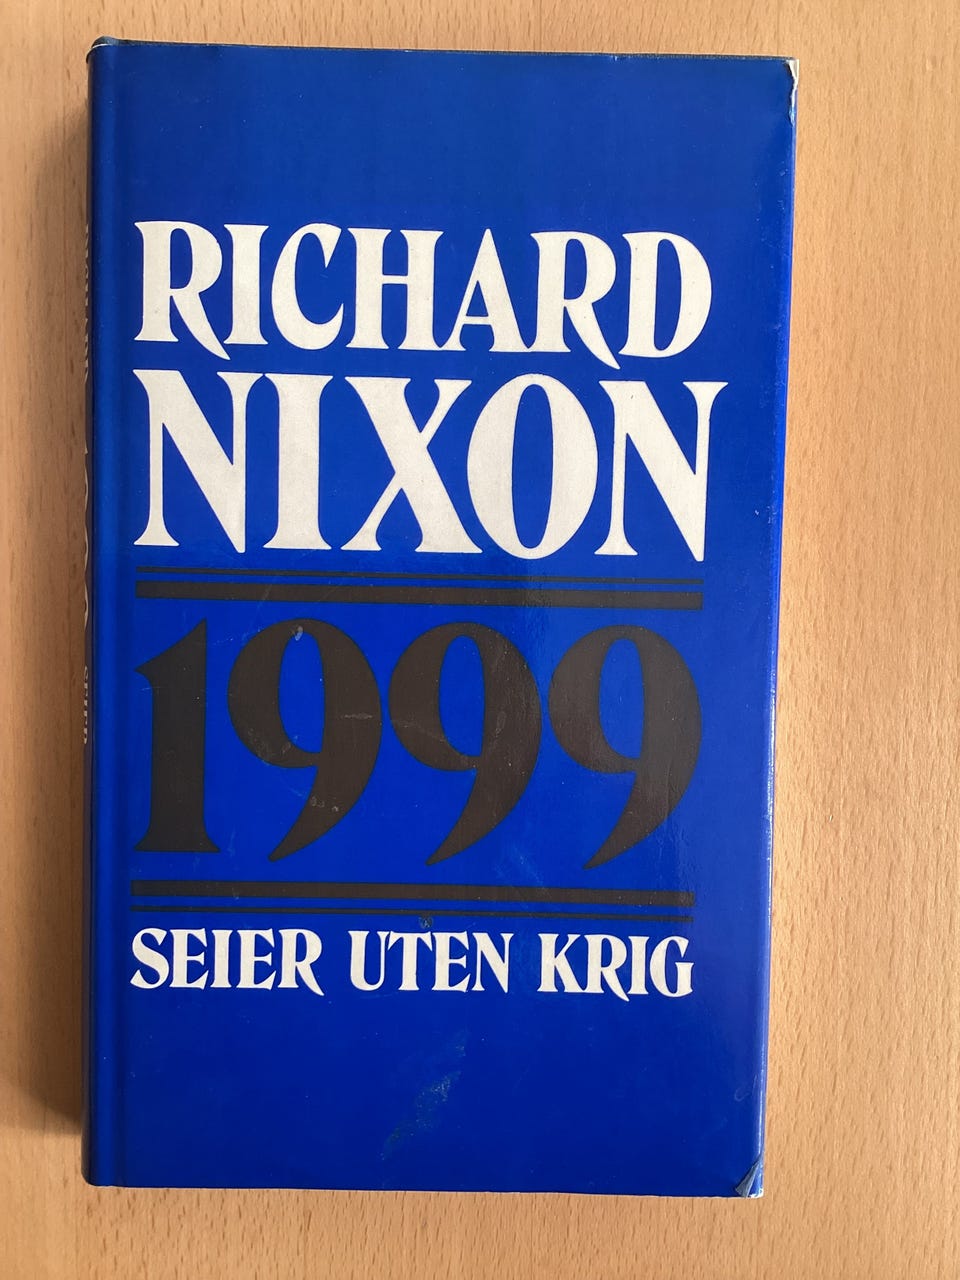 RICHARD
NIXON
1999
SEIER UTEN KRIG